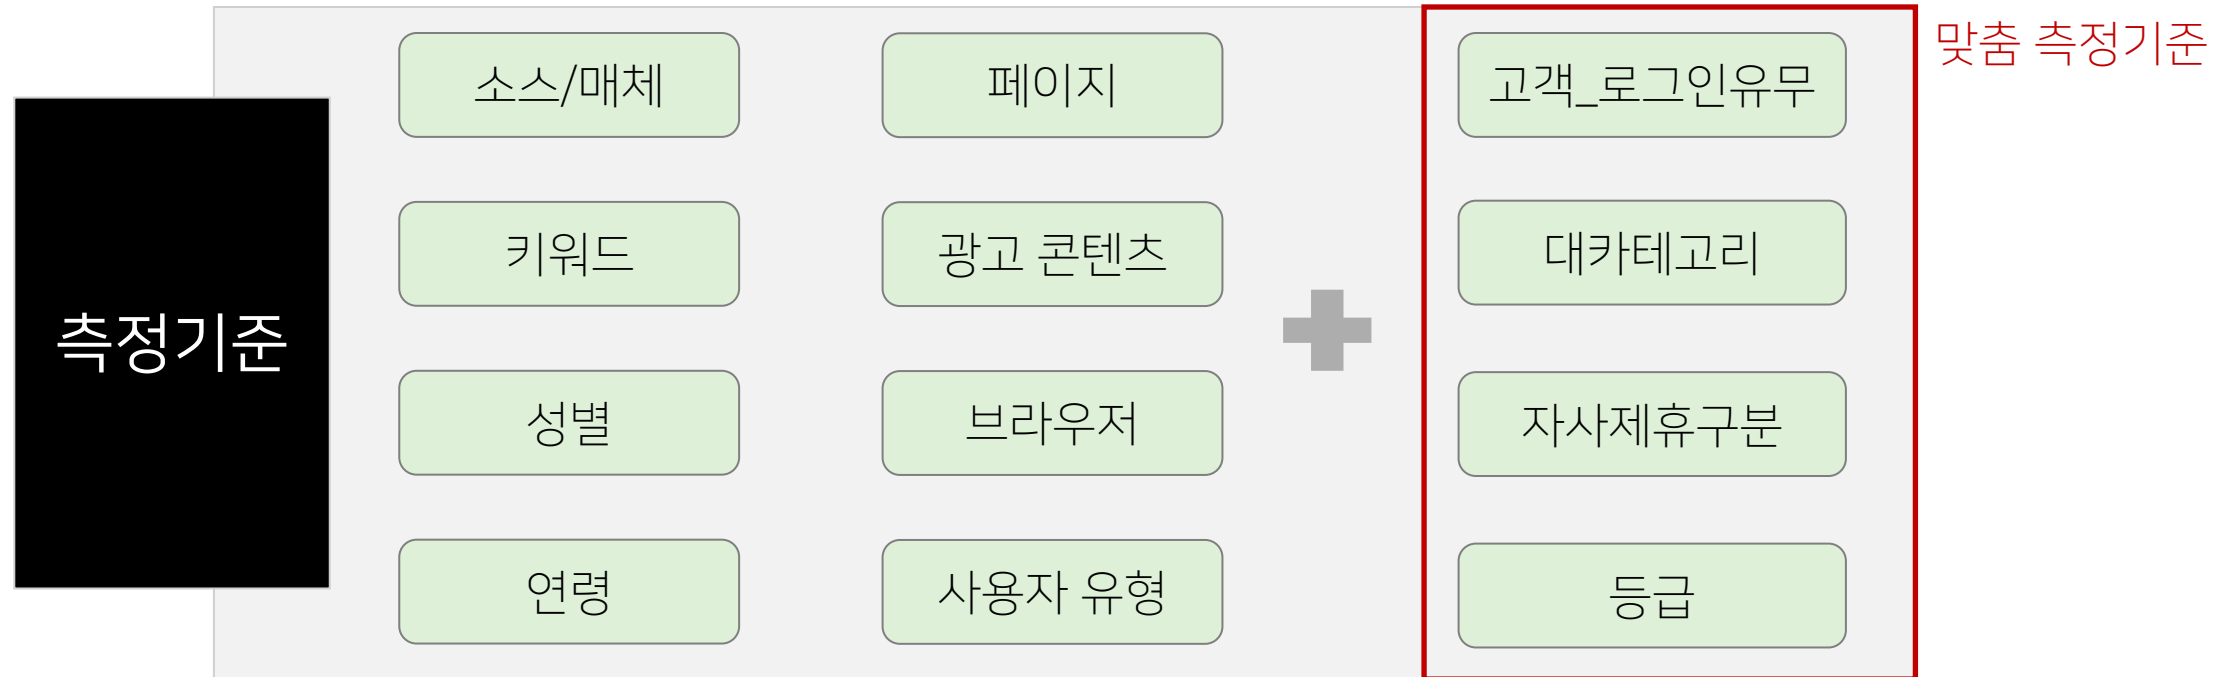 측정기준
소스/매체
페이지
고객_로그인유무
맞춤 측정기준
키워드
광고 콘텐츠
대카테고리
성별
브라우저
자사제휴구분
연령
사용자 유형
등급